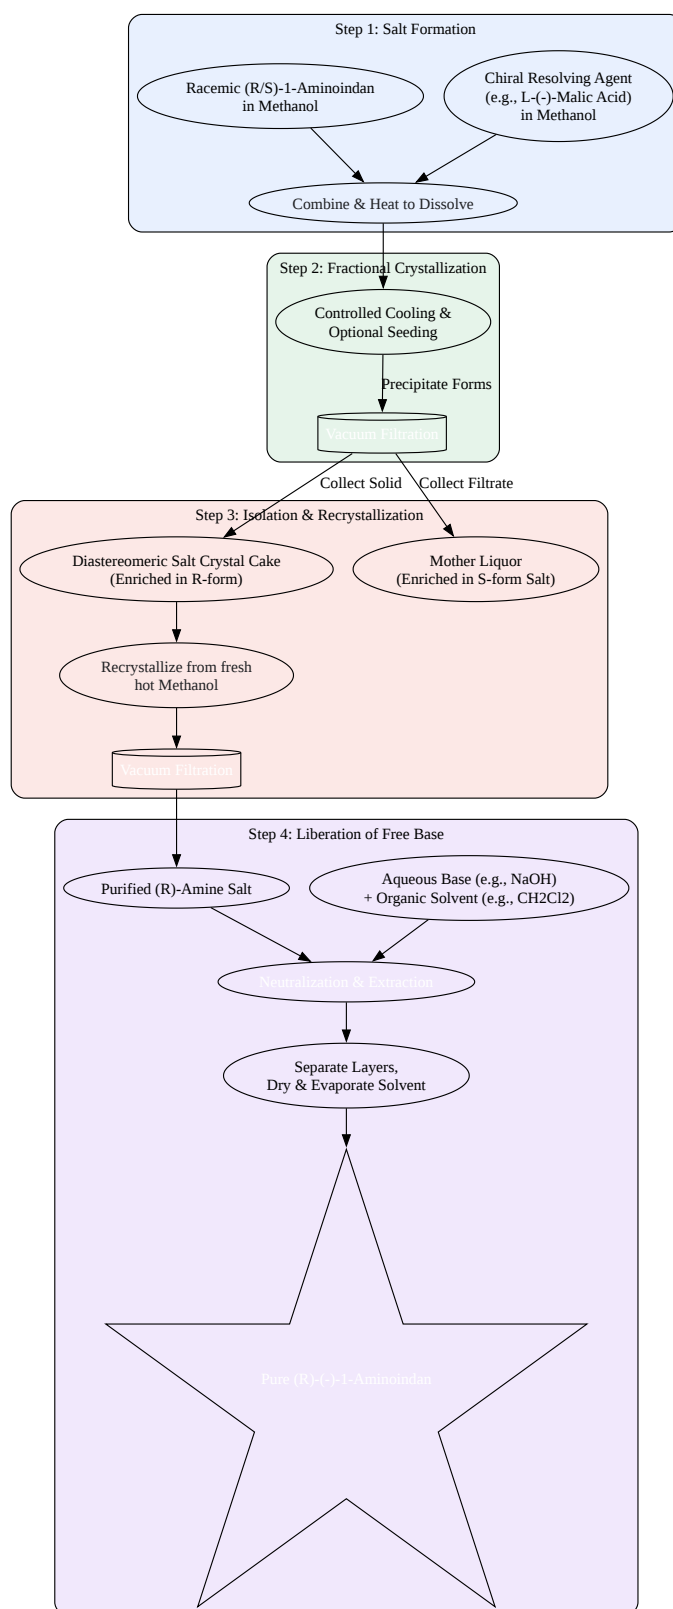 Step 1: Salt Formation
Racemic (R/S)-1-Aminoindan
in Methanol
Chiral Resolving Agent
(e.g., L-(-)-Malic Acid)
in Methanol
Combine & Heat to Dissolve
Step 2: Fractional Crystallization
Controlled Cooling &
Optional Seeding
Precipitate Forms
Vacuum Filtration
Collect Solid
Collect Filtrate
Step 3: Isolation & Recrystallization
Diastereomeric Salt Crystal Cake
(Enriched in R-form)
Mother Liquor
(Enriched in S-form Salt)
Recrystallize from fresh
hot Methanol
Vacuum Filtration
Step 4: Liberation of Free Base
Purified (R)-Amine Salt
Aqueous Base (e.g., NaOH)
+ Organic Solvent (e.g., CH2Cl2)
Neutralization & Extraction
Separate Layers,
Dry & Evaporate Solvent
Pure (R)-(-)-1-Aminoindan